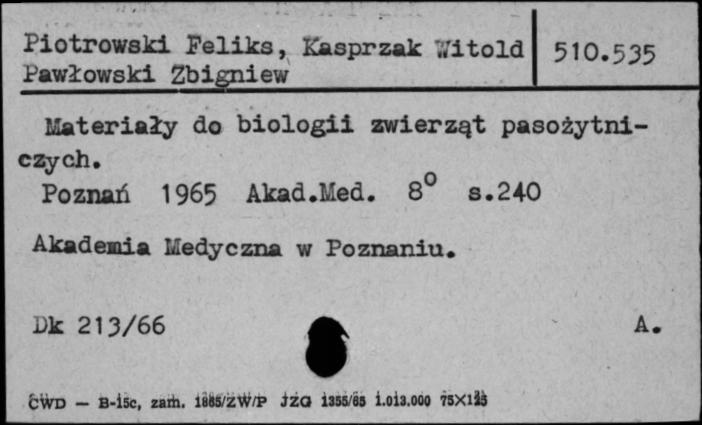 Piotrowski Feliks, Kasprzak Witold 510.535
Pawłowski Zbigniew
Materiały do biologii zwierząt pasożytni-
czych.
Poznań 1965 Akad.Med. 8° s.240
Akademia Medyczna w Poznaniu.
Dk 213/66 A.
CWD — B-15c, zam. 1885/ZW/P JZG 1355/65 1.013.000 75X125